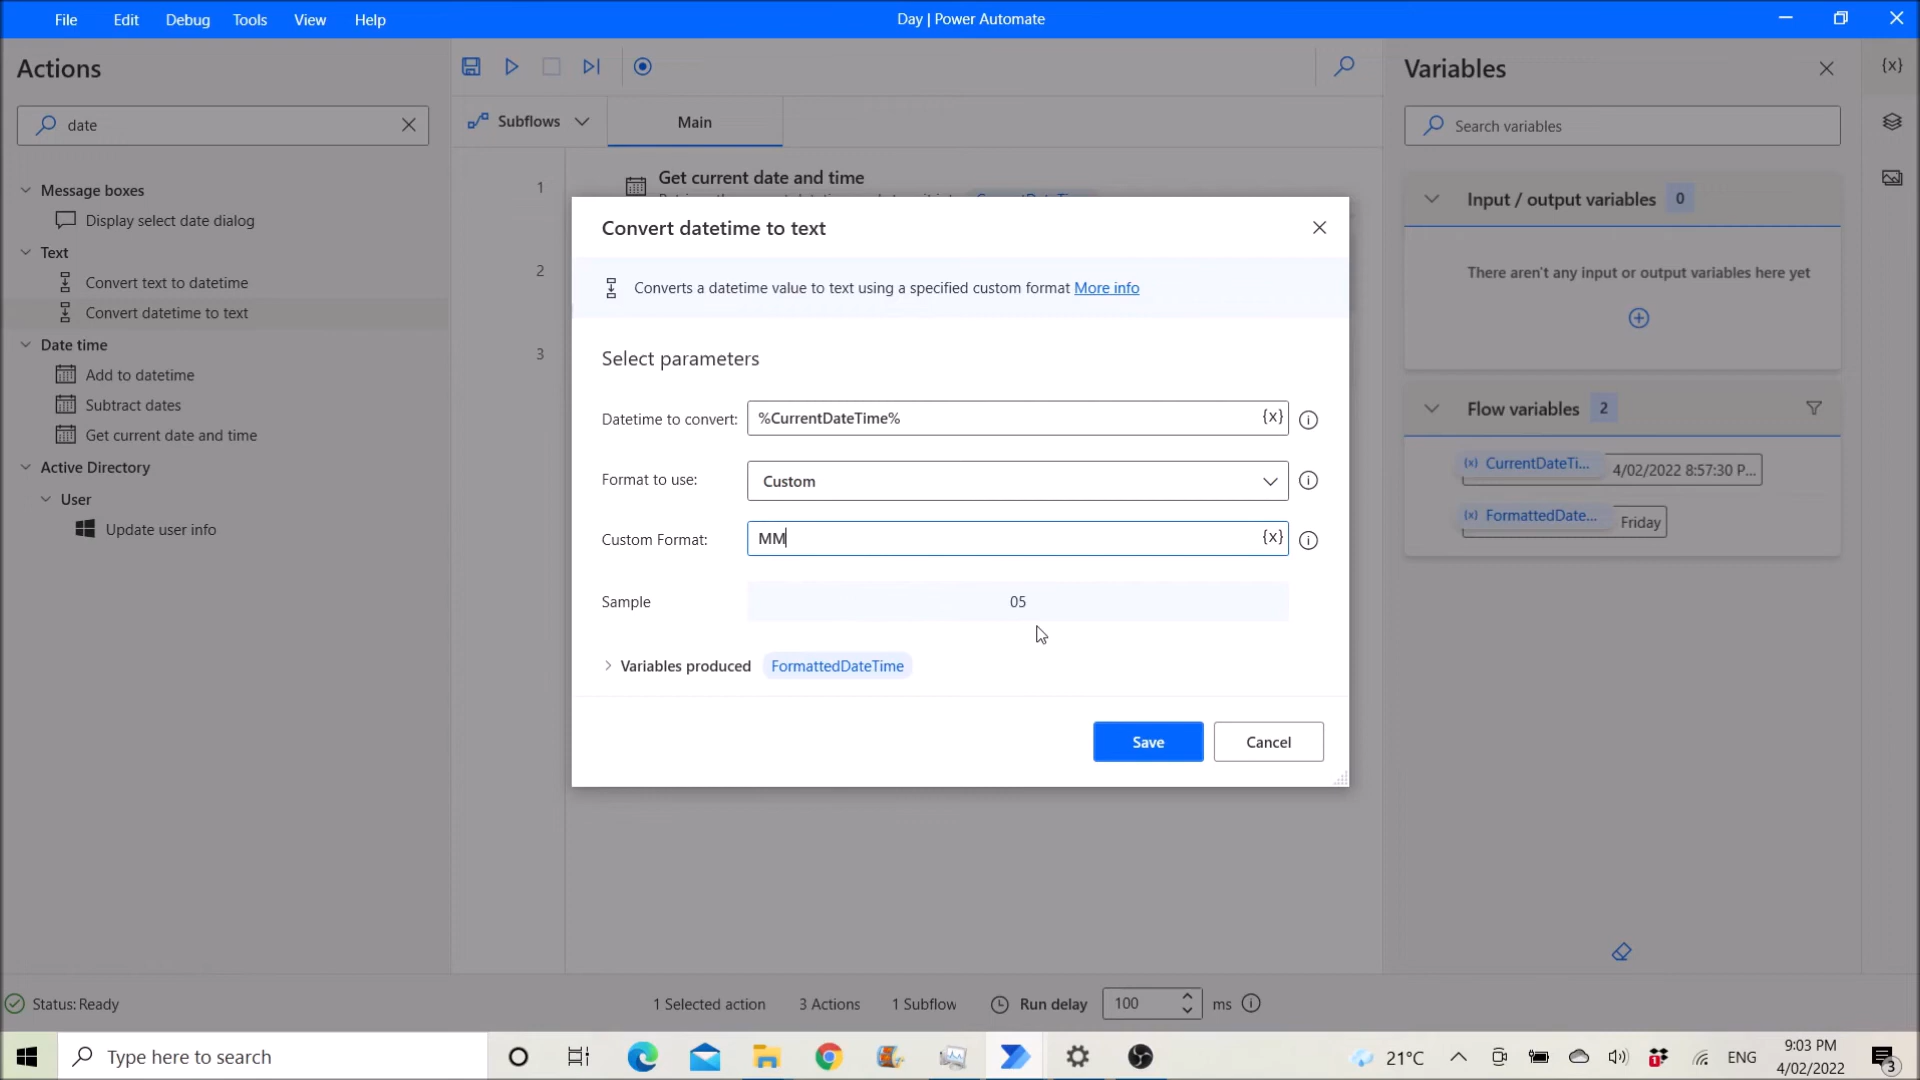 File Edit Debug Tools View Help
Day | Power Automate
Actions
date
Message boxes
Display select date dialog
Text
Convert text to datetime
Convert datetime to text
Date time
Add to datetime
Subtract dates
Get current date and time
Active Directory
User
Update user info
Subflows
Main
1
Get current date and time
2
3
Convert datetime to text
Converts a datetime value to text using a specified custom format More info
Select parameters
Datetime to convert: %CurrentDateTime% {x}
Format to use: Custom
Custom Format: MM {x}
Sample 05
Variables produced FormattedDateTime
Save Cancel
Variables
{x}
Search variables
Input / output variables 0
There aren't any input or output variables here yet
Flow variables 2
(x) CurrentDateTi... 4/02/2022 8:57:30 P...
(x) FormattedDate... Friday
Status: Ready
1 Selected action 3 Actions 1 Subflow Run delay 100 ms
Type here to search
21°C
ENG
9:03 PM
4/02/2022
3